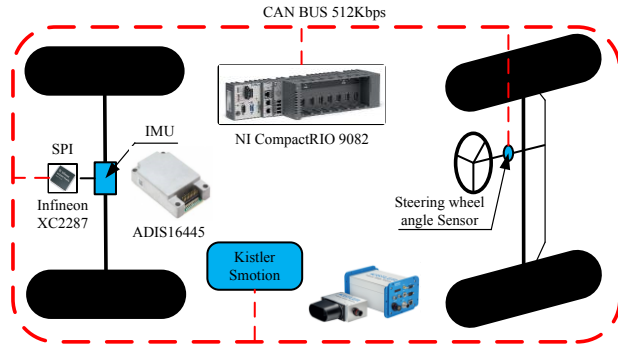 CAN BUS 512Kbps
NI CompactRIO 9082
IMU
SPI
Infineon
XC2287
ADIS16445
Steering wheel
angle Sensor
Kistler
Smotion